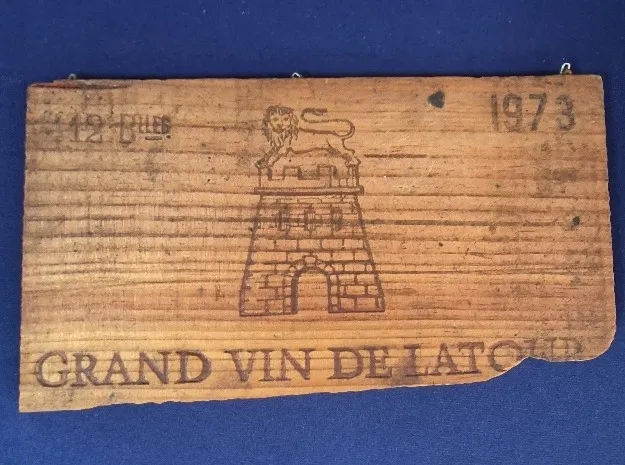 12 BLLES
1973
GRAND VIN DE LATOUR